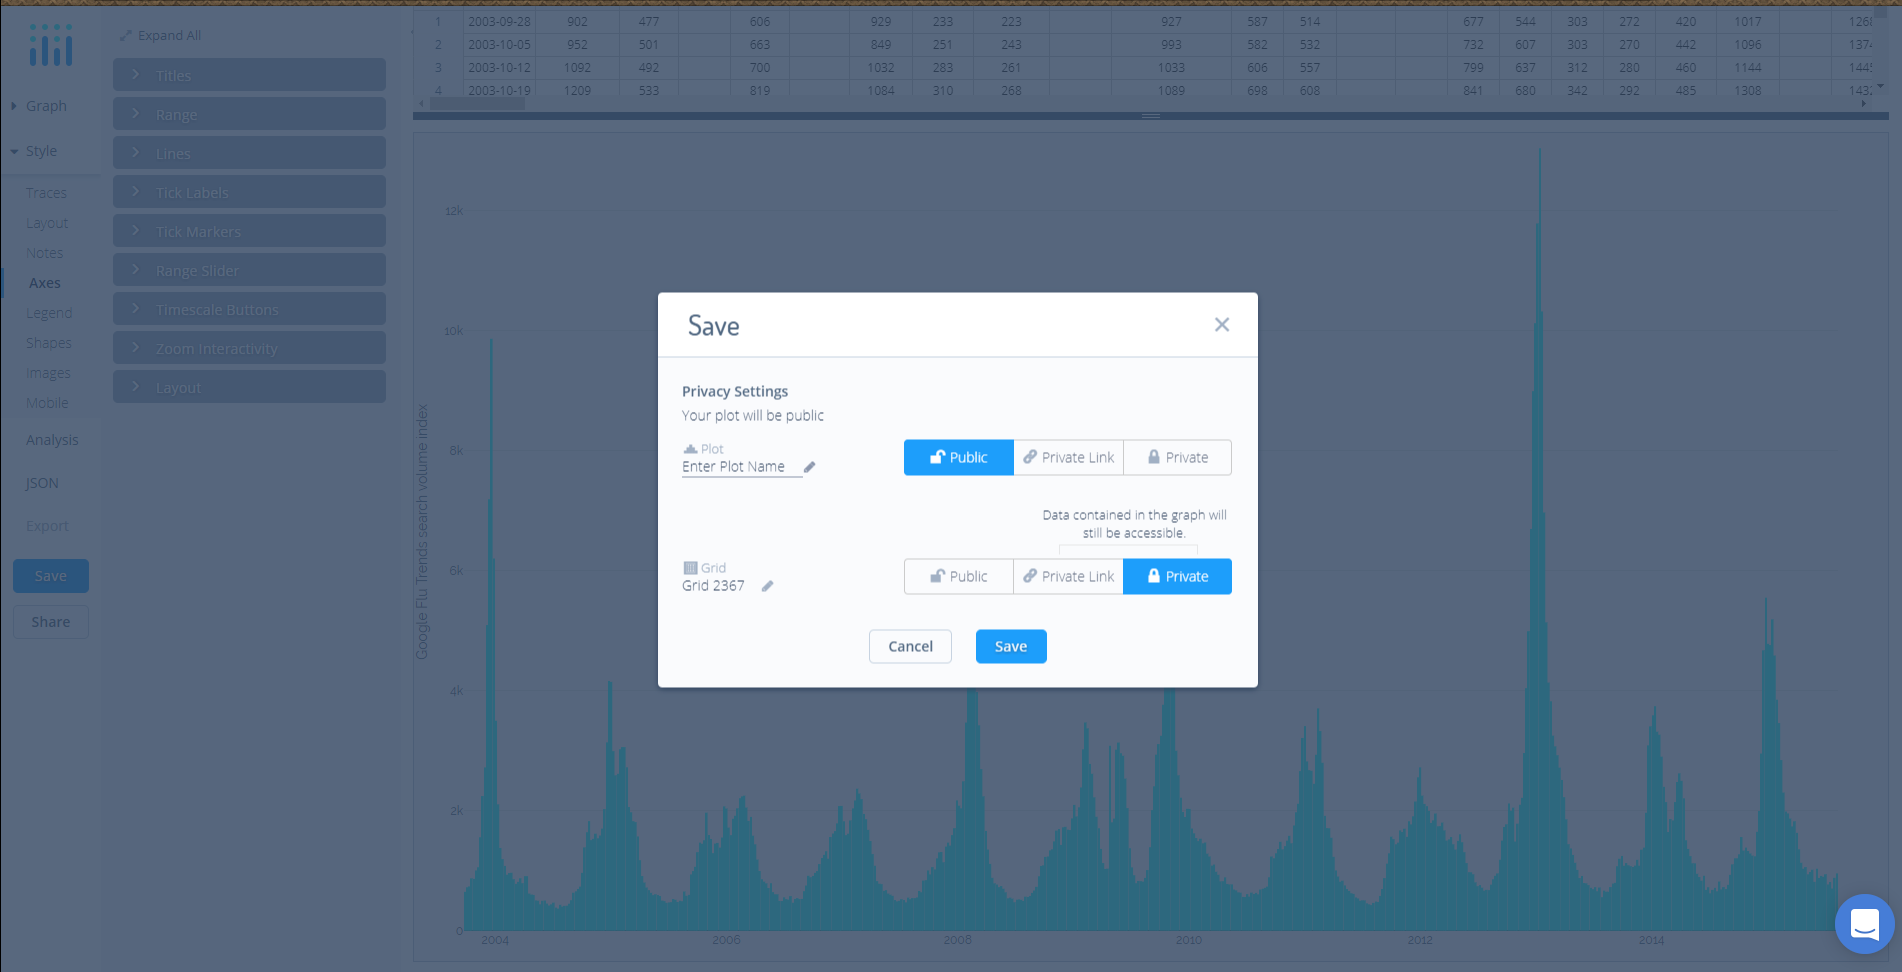 1 2003-09-28 902 477 606 929 233 223 927 587 514 677 544 303 272 420 1017
2 2003-10-05 952 501 663 849 251 243 993 582 532 732 607 303 270 442 1096
3 2003-10-12 1092 492 700 1032 283 261 1033 606 557 799 637 312 280 460 1144
4 2003-10-19 1209 533 819 1084 310 268 1089 698 608 841 680 342 292 485 1308
Expand All
Titles
Range
Lines
Tick Labels
Tick Markers
Range Slider
Timescale Buttons
Zoom Interactivity
Layout
Graph
Style
Traces
Layout
Notes
Axes
Legend
Shapes
Images
Mobile
Analysis
JSON
Export
Save
Share
Google Flu Trends search volume index
12k
10k
8k
6k
4k
2k
0
2004 2006 2008 2010 2012 2014
Save
Privacy Settings
Your plot will be public
Plot
Enter Plot Name
Public Private Link Private
Data contained in the graph will
still be accessible.
Grid
Grid 2367
Public Private Link Private
Cancel Save